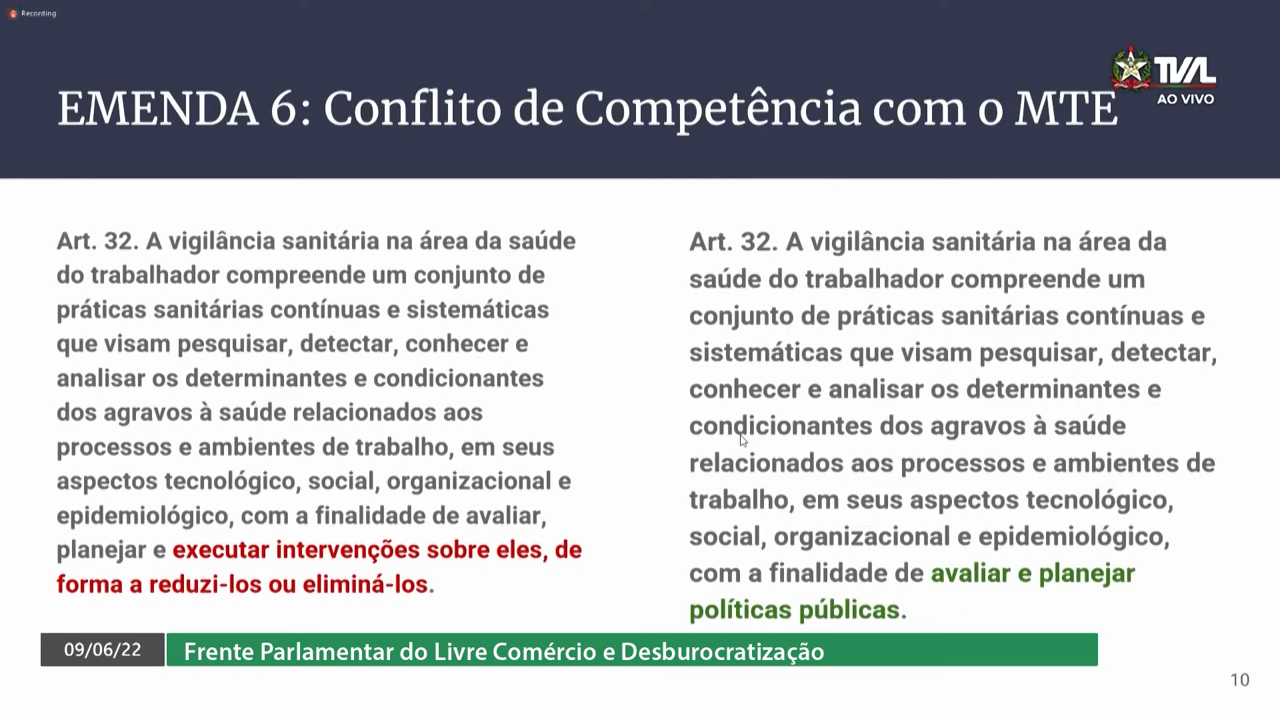 Recording
EMENDA 6: Conflito de Competência com o MTE
TVAL
AO VIVO
Art. 32. A vigilância sanitária na área da saúde
do trabalhador compreende um conjunto de
práticas sanitárias contínuas e sistemáticas
que visam pesquisar, detectar, conhecer e
analisar os determinantes e condicionantes
dos agravos à saúde relacionados aos
processos e ambientes de trabalho, em seus
aspectos tecnológico, social, organizacional e
epidemiológico, com a finalidade de avaliar,
planejar e executar intervenções sobre eles, de
forma a reduzi-los ou eliminá-los.
Art. 32. A vigilância sanitária na área da
saúde do trabalhador compreende um
conjunto de práticas sanitárias contínuas e
sistemáticas que visam pesquisar, detectar,
conhecer e analisar os determinantes e
condicionantes dos agravos à saúde
relacionados aos processos e ambientes de
trabalho, em seus aspectos tecnológico,
social, organizacional e epidemiológico,
com a finalidade de avaliar e planejar
políticas públicas.
09/06/22
Frente Parlamentar do Livre Comércio e Desburocratização
10